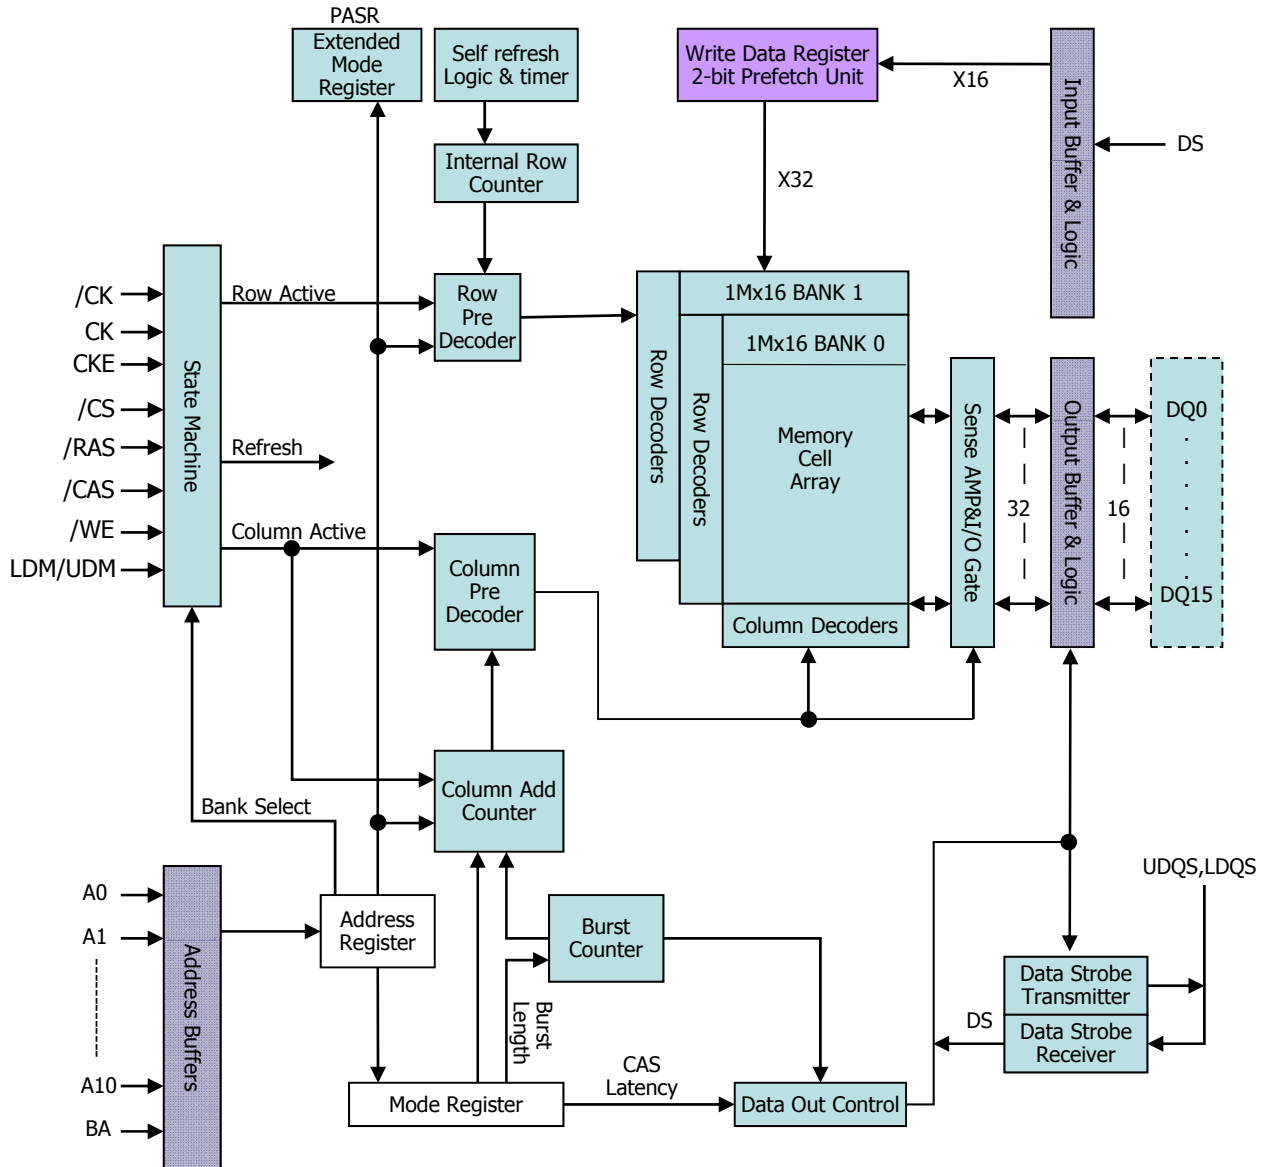 PASR
Extended
Mode
Register
Self refresh
Logic & timer
Write Data Register
2-bit Prefetch Unit
X16
Input Buffer & Logic
DS
Internal Row
Counter
X32
/CK
CK
CKE
/CS
/RAS
/CAS
/WE
LDM/UDM
State Machine
Row Active
Refresh
Column Active
Row
Pre
Decoder
Row Decoders
Row Decoders
1Mx16 BANK 1
1Mx16 BANK 0
Memory
Cell
Array
Column Decoders
Sense AMP&I/O Gate
32
Output Buffer & Logic
16
DQ0
DQ15
Column
Pre
Decoder
Column Add
Counter
Bank Select
A0
A1
A10
BA
Address Buffers
Address
Register
Burst
Counter
Burst
Length
Mode Register
CAS
Latency
Data Out Control
UDQS,LDQS
Data Strobe
Transmitter
DS
Data Strobe
Receiver